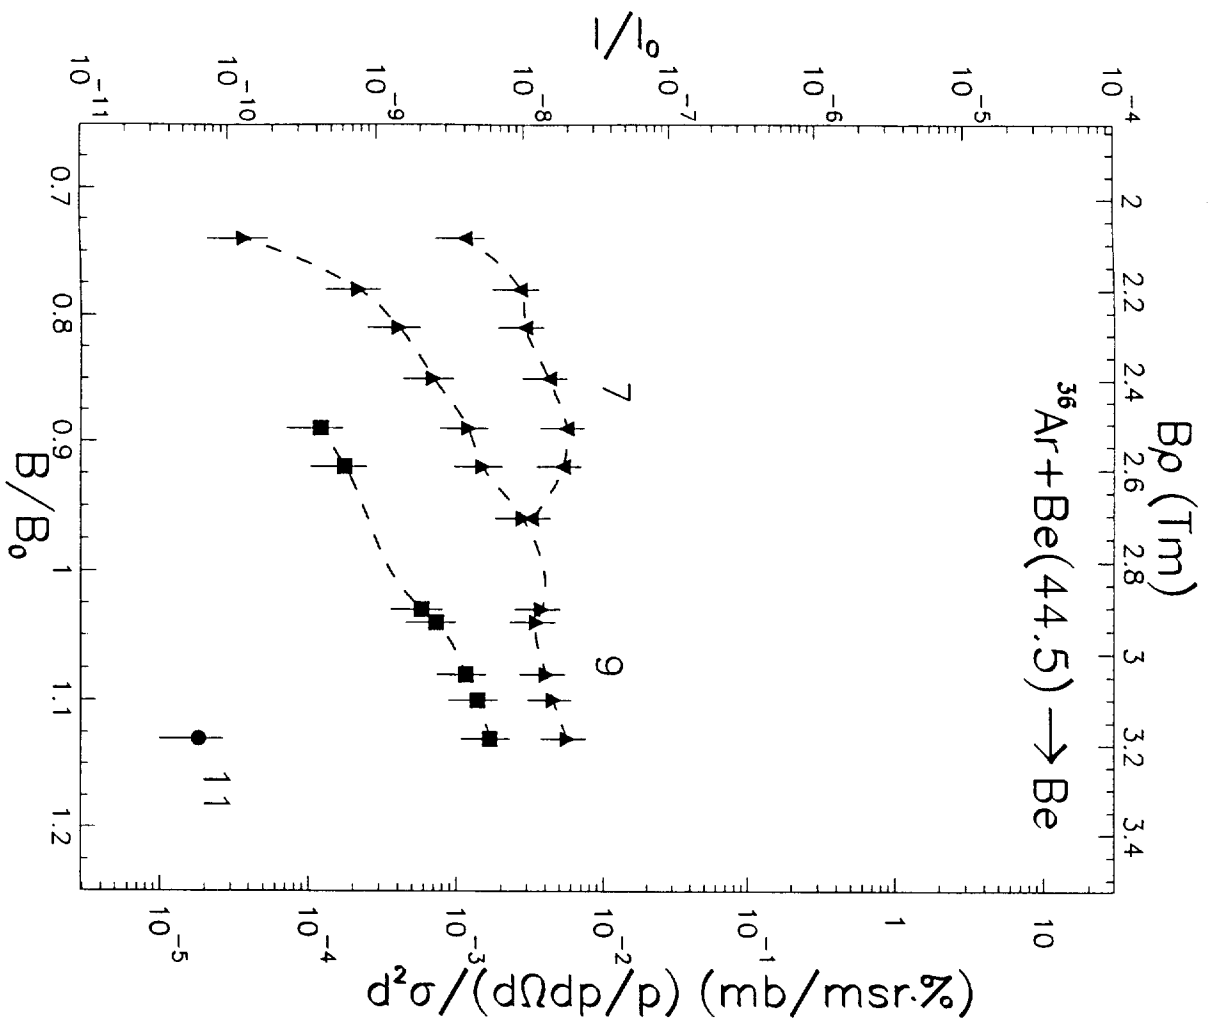 Bρ (Tm)
2 2.2 2.4 2.6 2.8 3 3.2 3.4
³⁶Ar+Be(44.5) → Be
I/I₀
10⁻⁴
10⁻⁵
10⁻⁶
10⁻⁷
10⁻⁸
10⁻⁹
10⁻¹⁰
10⁻¹¹
7
9
11
10
1
10⁻¹
10⁻²
10⁻³
10⁻⁴
10⁻⁵
d²σ/(dΩdp/p) (mb/msr.%)
0.7 0.8 0.9 1 1.1 1.2
B/B₀